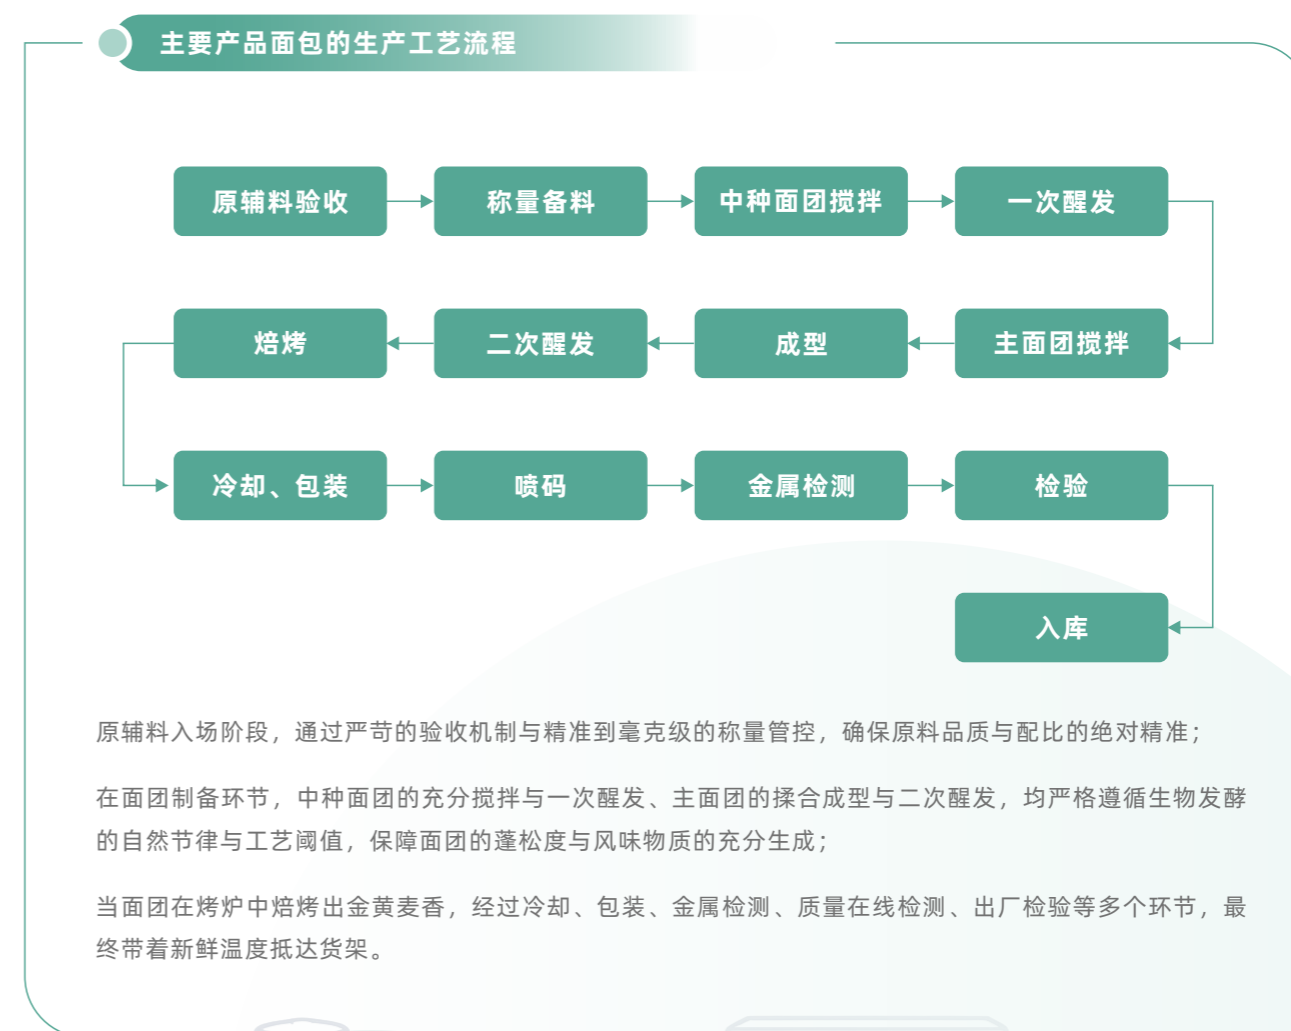 主要产品面包的生产工艺流程
原辅料验收
称量备料
中种面团搅拌
一次醒发
主面团搅拌
成型
二次醒发
焙烤
冷却、包装
喷码
金属检测
检验
入库
原辅料入场阶段，通过严苛的验收机制与精准到毫克级的称量管控，确保原料品质与配比的绝对精准；
在面团制备环节，中种面团的充分搅拌与一次醒发、主面团的揉合成型与二次醒发，均严格遵循生物发酵
的自然节律与工艺阈值，保障面团的蓬松度与风味物质的充分生成；
当面团在烤炉中焙烤出金黄麦香，经过冷却、包装、金属检测、质量在线检测、出厂检验等多个环节，最
终带着新鲜温度抵达货架。